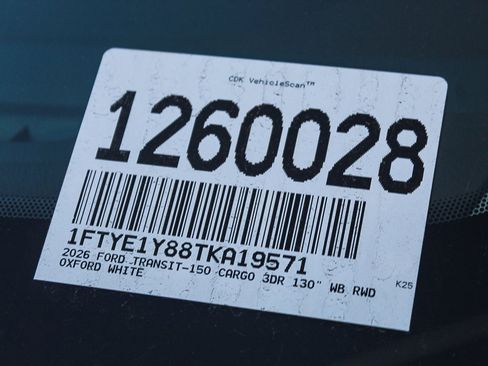 CDK VehicleScan™
1260028
1FTYE1Y88TKA19571
2026 FORD TRANSIT-150 CARGO 3DR 130" WB RWD
OXFORD WHITE
K25